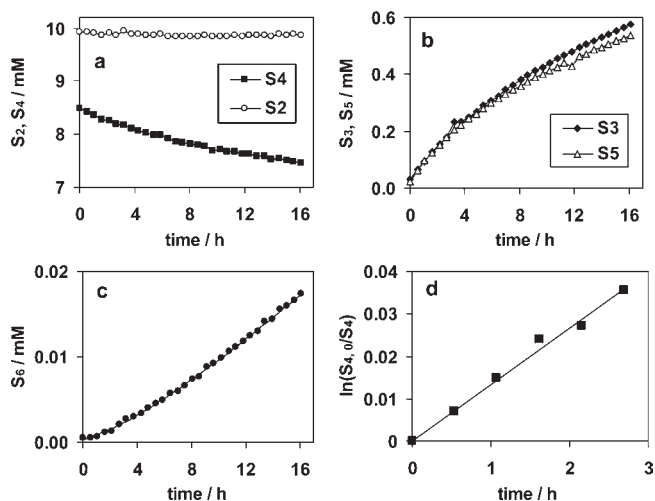 10
9
8
7
S2, S4 / mM
a
S4
S2
0 4 8 12 16
time / h
0.6
0.4
0.2
0.0
S3, S5 / mM
b
S3
S5
0 4 8 12 16
time / h
0.02
0.01
0.00
S6 / mM
c
0 4 8 12 16
time / h
0.04
0.03
0.02
0.01
0
ln(S4, 0/S4)
d
0 1 2 3
time / h